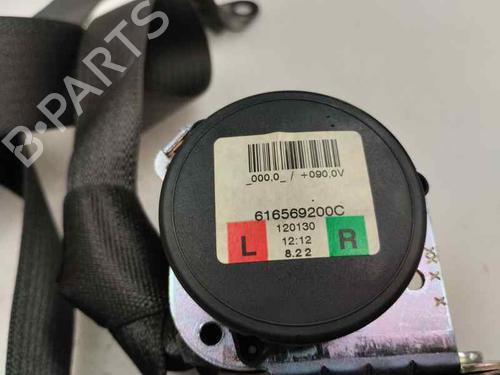 B-PARTS
_000,0_ / +090,0V
616569200C
120130
L
12:12
R
8.22